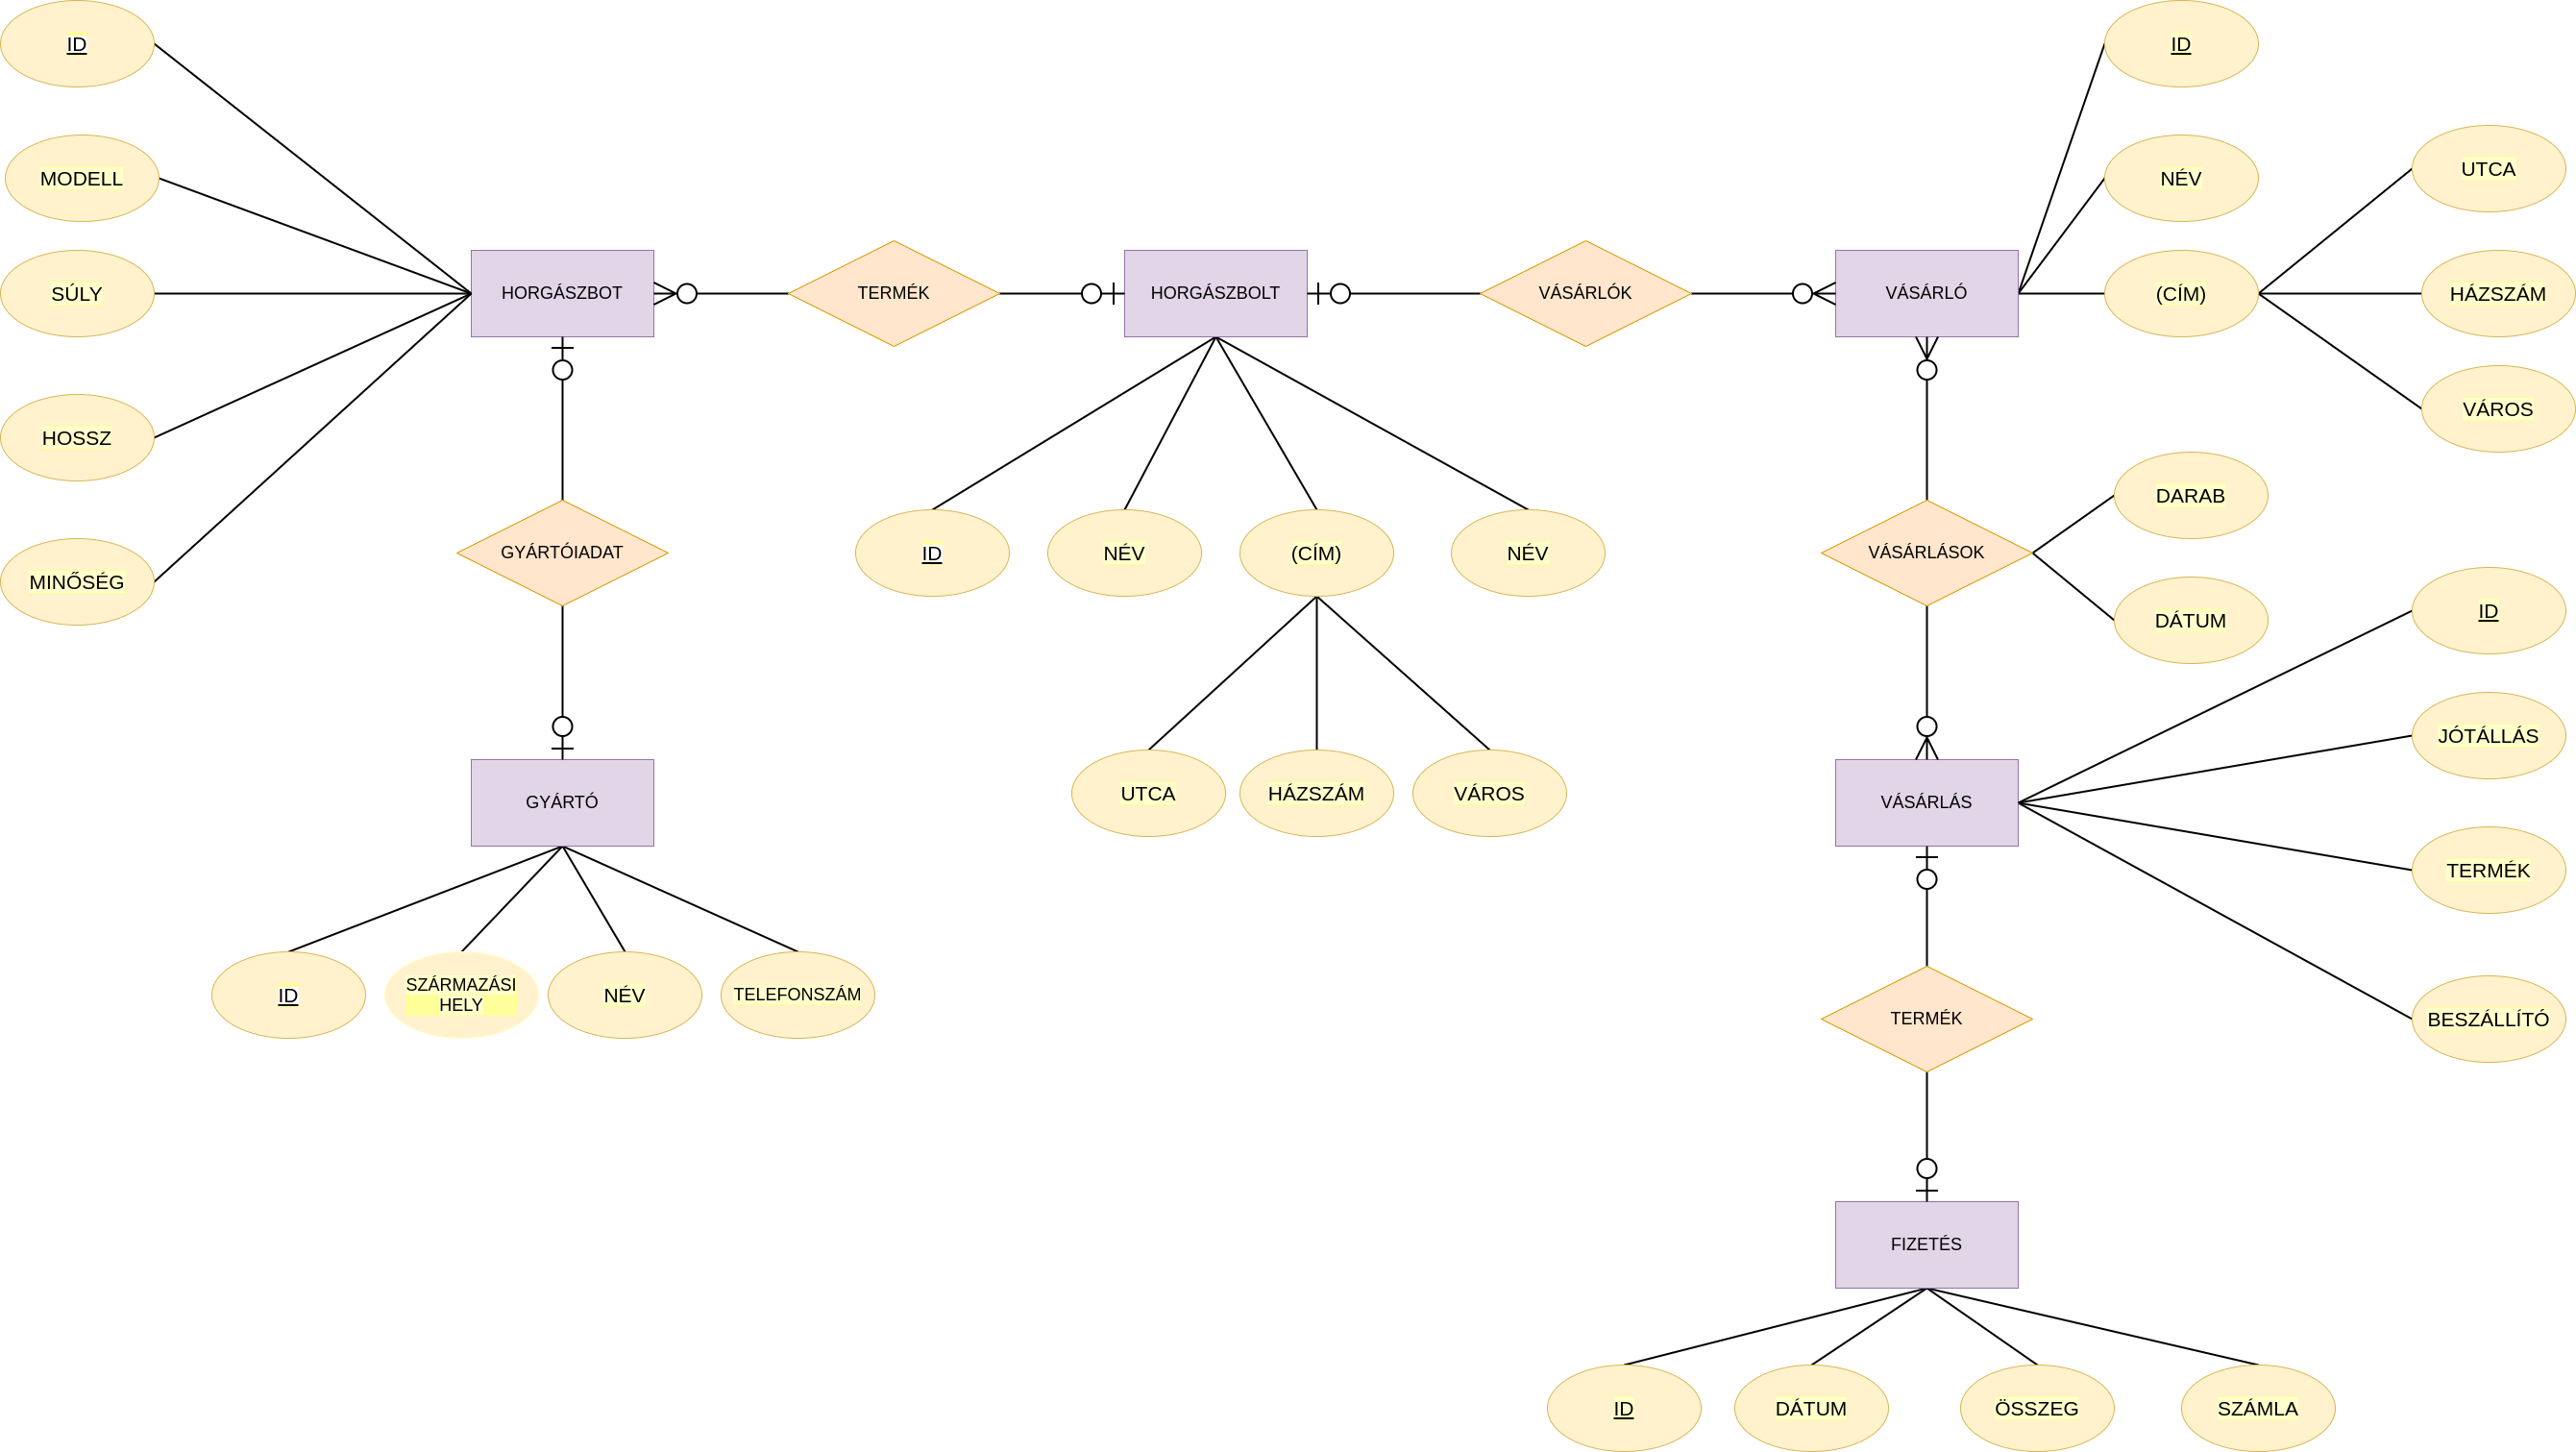 ID
ID
UTCA
MODELL
NÉV
SÚLY
HORGÁSZBOT
TERMÉK
HORGÁSZBOLT
VÁSÁRLÓK
VÁSÁRLÓ
(CÍM)
HÁZSZÁM
VÁROS
HOSSZ
DARAB
MINŐSÉG
GYÁRTÓIADAT
ID
NÉV
(CÍM)
NÉV
VÁSÁRLÁSOK
DÁTUM
ID
JÓTÁLLÁS
UTCA
HÁZSZÁM
VÁROS
GYÁRTÓ
VÁSÁRLÁS
TERMÉK
ID
SZÁRMAZÁSI
HELY
NÉV
TELEFONSZÁM
TERMÉK
BESZÁLLÍTÓ
FIZETÉS
ID
DÁTUM
ÖSSZEG
SZÁMLA